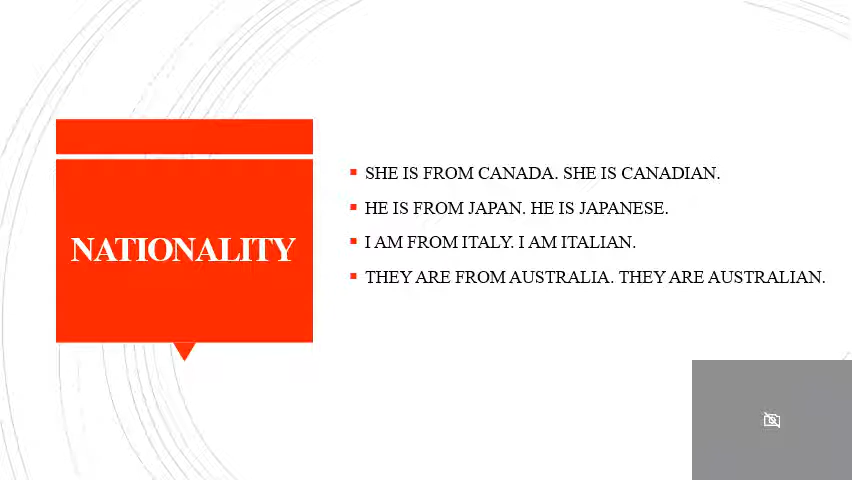 NATIONALITY
SHE IS FROM CANADA. SHE IS CANADIAN.
HE IS FROM JAPAN. HE IS JAPANESE.
I AM FROM ITALY. I AM ITALIAN.
THEY ARE FROM AUSTRALIA. THEY ARE AUSTRALIAN.